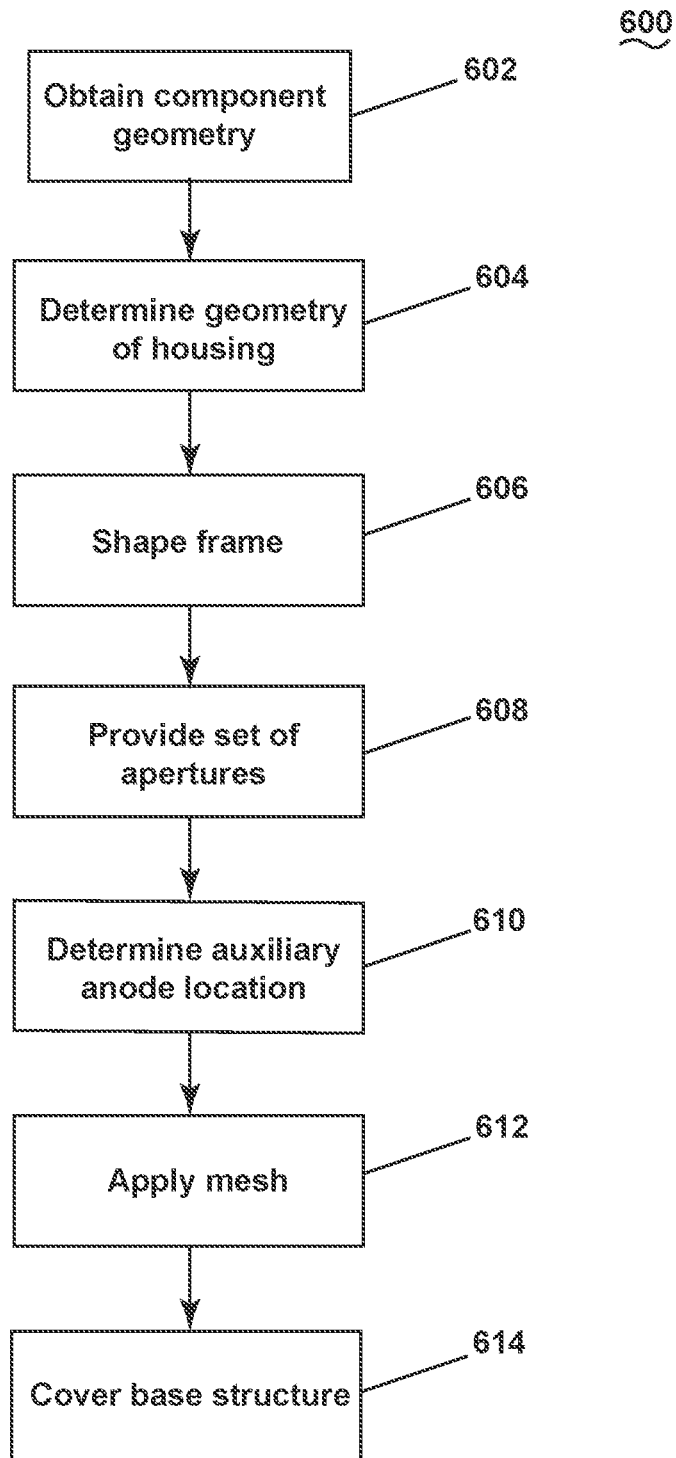 600
Obtain component
geometry
602
Determine geometry
of housing
604
Shape frame
606
Provide set of
apertures
608
Determine auxiliary
anode location
610
Apply mesh
612
Cover base structure
614